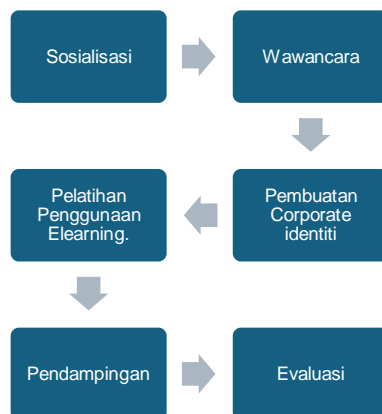 Sosialisasi
Wawancara
Pembuatan
Corporate
identiti
Pelatihan
Penggunaan
Elearning.
Pendampingan
Evaluasi